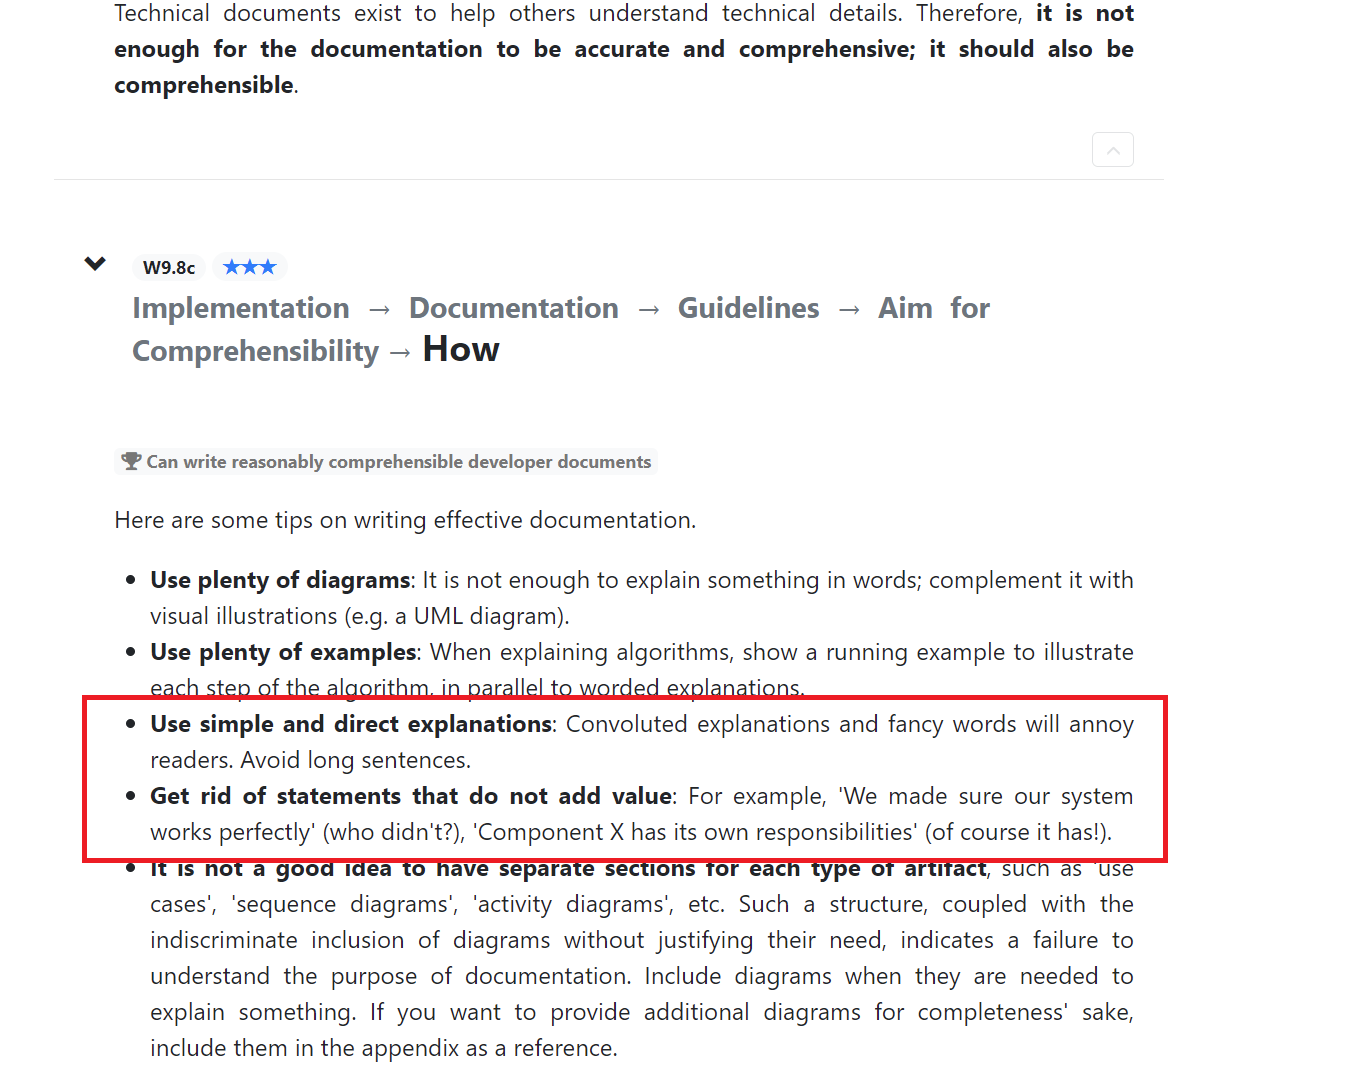 Technical documents exist to help others understand technical details. Therefore, it is not
enough for the documentation to be accurate and comprehensive; it should also be
comprehensible.
W9.8c ★★★
Implementation → Documentation → Guidelines → Aim for
Comprehensibility → How
Can write reasonably comprehensible developer documents
Here are some tips on writing effective documentation.
• Use plenty of diagrams: It is not enough to explain something in words; complement it with
visual illustrations (e.g. a UML diagram).
• Use plenty of examples: When explaining algorithms, show a running example to illustrate
each step of the algorithm, in parallel to worded explanations.
• Use simple and direct explanations: Convoluted explanations and fancy words will annoy
readers. Avoid long sentences.
• Get rid of statements that do not add value: For example, 'We made sure our system
works perfectly' (who didn't?), 'Component X has its own responsibilities' (of course it has!).
• It is not a good idea to have separate sections for each type of artifact, such as 'use
cases', 'sequence diagrams', 'activity diagrams', etc. Such a structure, coupled with the
indiscriminate inclusion of diagrams without justifying their need, indicates a failure to
understand the purpose of documentation. Include diagrams when they are needed to
explain something. If you want to provide additional diagrams for completeness' sake,
include them in the appendix as a reference.